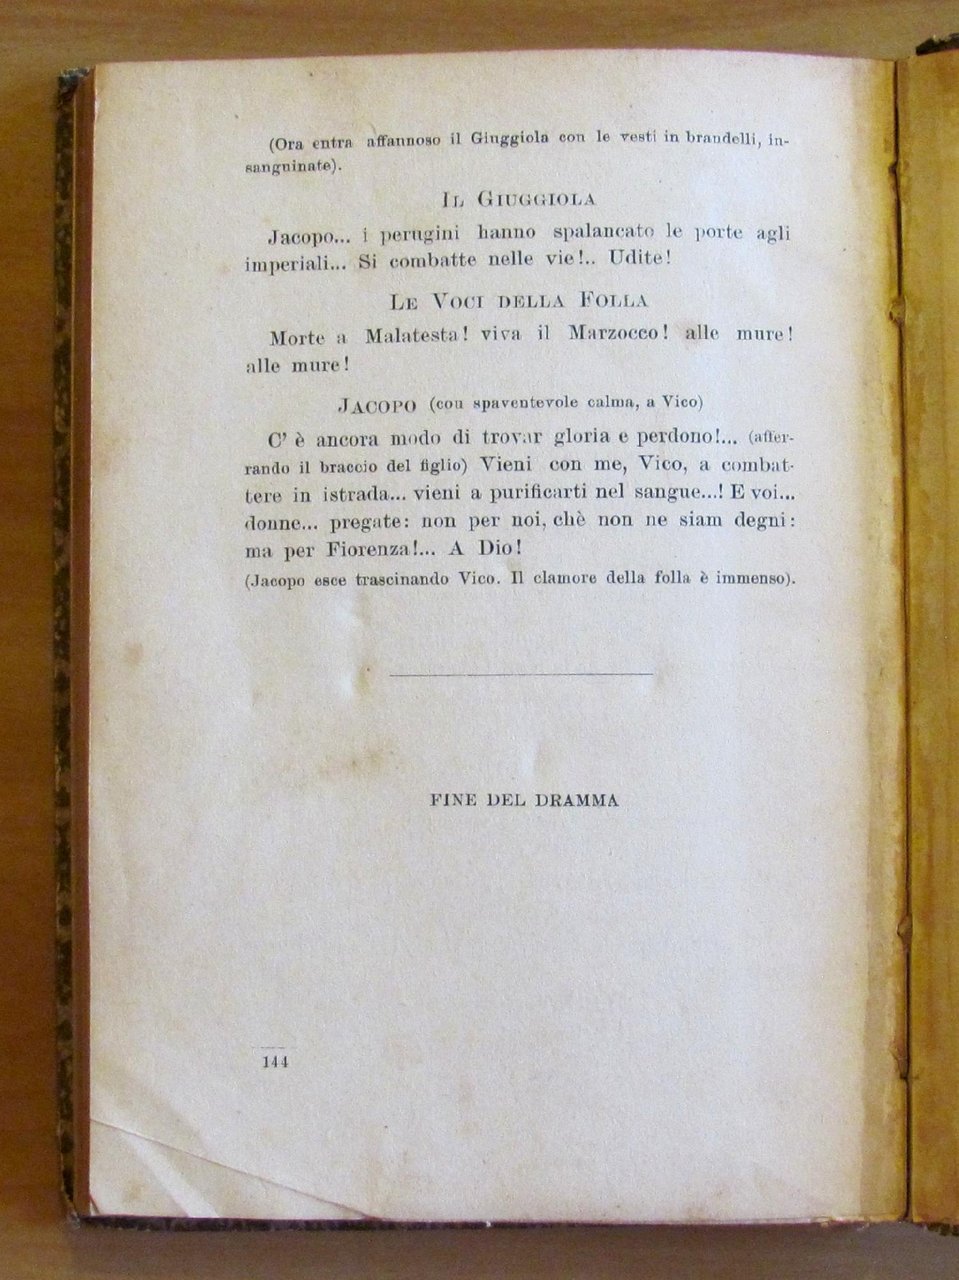 (Ora entra affannoso il Giuggiola con le vesti in brandelli, in-
sanguinate).
Il Giuggiola
Jacopo... i perugini hanno spalancato le porte agli
imperiali... Si combatte nelle vie!.. Udite!
Le Voci della Folla
Morte a Malatesta! viva il Marzocco! alle mure!
alle mure!
Jacopo (con spaventevole calma, a Vico)
C' è ancora modo di trovar gloria e perdono!... (affer-
rando il braccio del figlio) Vieni con me, Vico, a combat-
tere in istrada... vieni a purificarti nel sangue...! E voi...
donne... pregate: non per noi, chè non ne siam degni:
ma per Fiorenza!... A Dio!
(Jacopo esce trascinando Vico. Il clamore della folla è immenso).
FINE DEL DRAMMA
144